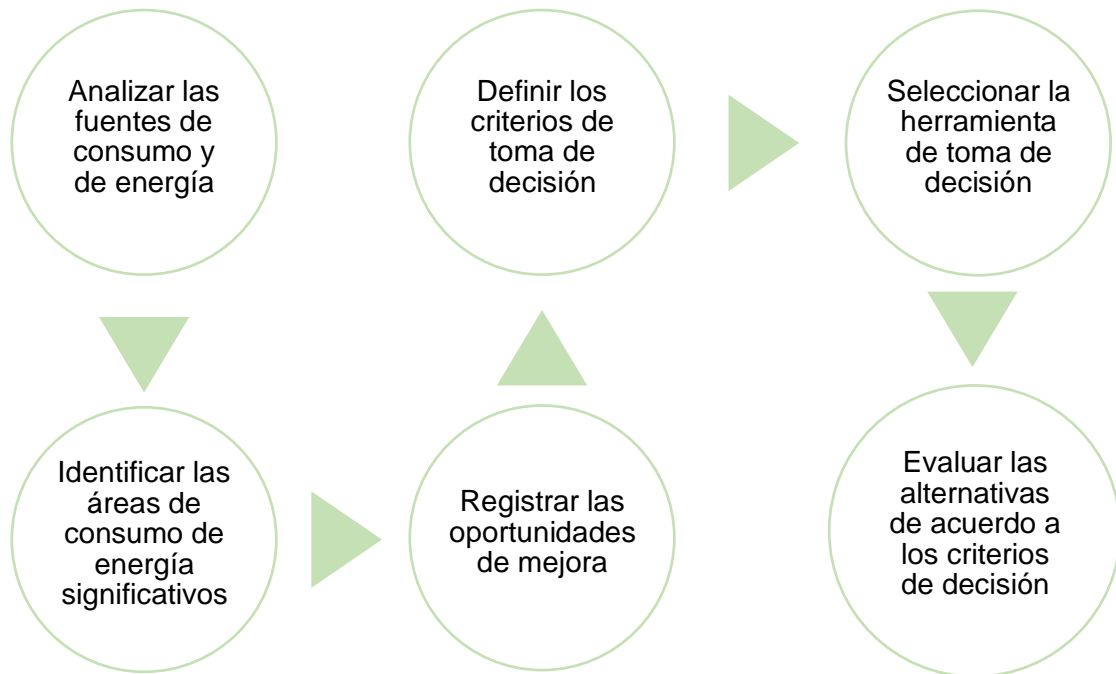 Analizar las
fuentes de
consumo y
de energía
Identificar las
áreas de
consumo de
energía
significativos
Registrar las
oportunidades
de mejora
Definir los
criterios de
toma de
decisión
Seleccionar la
herramienta
de toma de
decisión
Evaluar las
alternativas
de acuerdo a
los criterios
de decisión